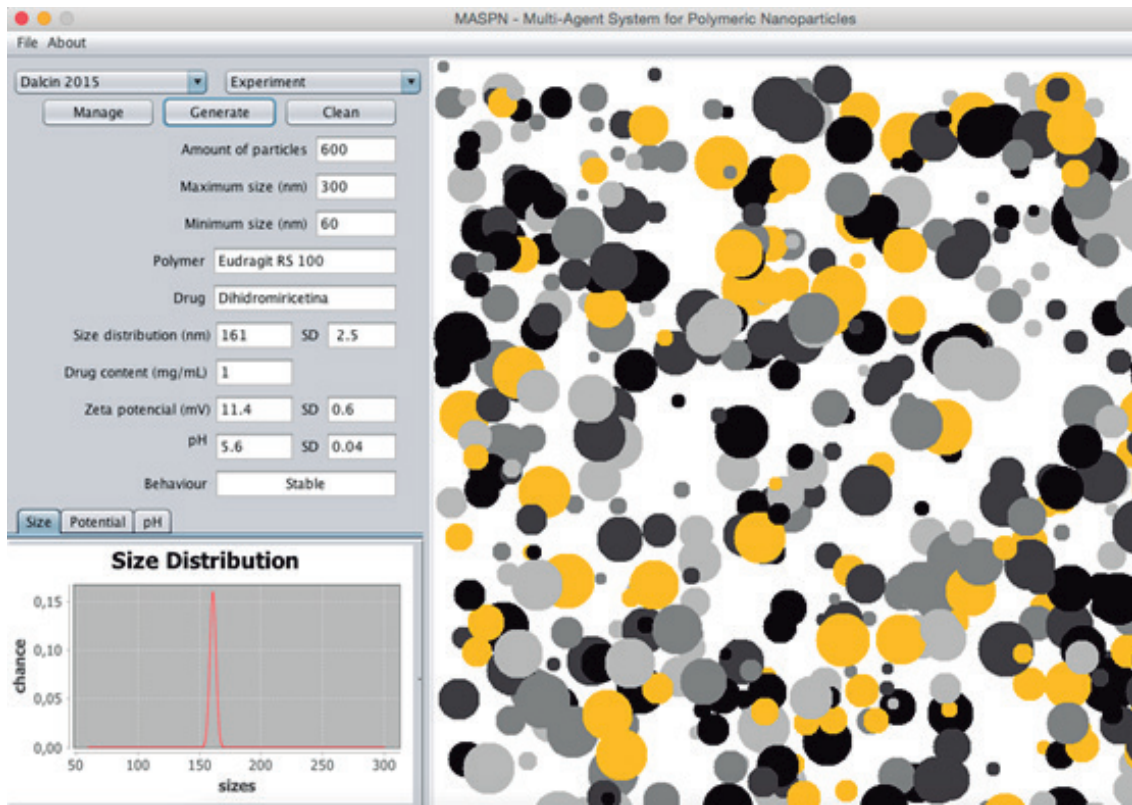 MASPN - Multi-Agent System for Polymeric Nanoparticles
File About
Dalcin 2015 Experiment
Manage Generate Clean
Amount of particles 600
Maximum size (nm) 300
Minimum size (nm) 60
Polymer Eudragit RS 100
Drug Dihidromiricetina
Size distribution (nm) 161 SD 2.5
Drug content (mg/mL) 1
Zeta potencial (mV) 11.4 SD 0.6
pH 5.6 SD 0.04
Behaviour Stable
Size Potential pH
Size Distribution
0,15
0,10
0,05
0,00
chance
50 100 150 200 250 300
sizes